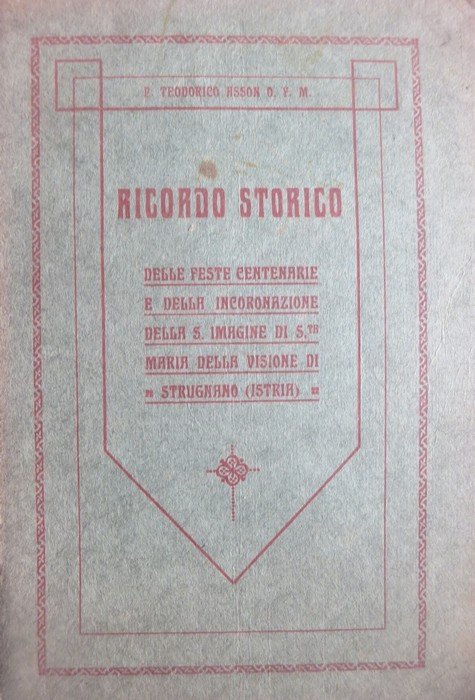 P. TEODORICO ASSON O. F. M.
RICORDO STORICO
DELLE FESTE CENTENARIE
E DELLA INCORONAZIONE
DELLA S. IMAGINE DI S.TA
MARIA DELLA VISIONE DI
STRUGNANO (ISTRIA)